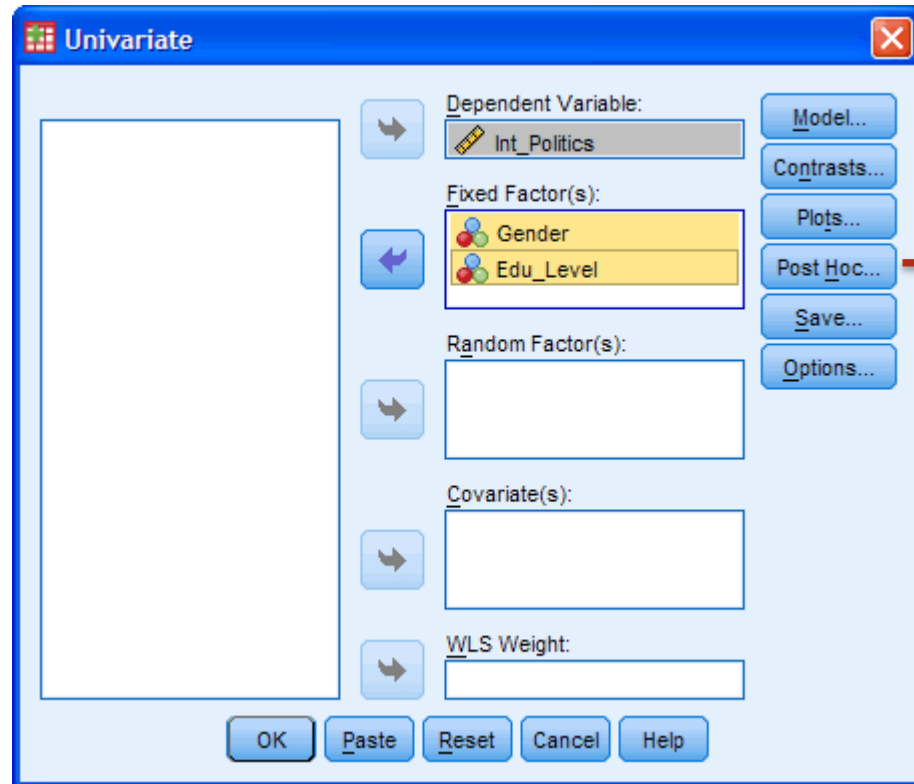 Univariate
Dependent Variable:
Int_Politics
Fixed Factor(s):
Gender
Edu_Level
Random Factor(s):
Covariate(s):
WLS Weight:
Model...
Contrasts...
Plots...
Post Hoc...
Save...
Options...
OK Paste Reset Cancel Help